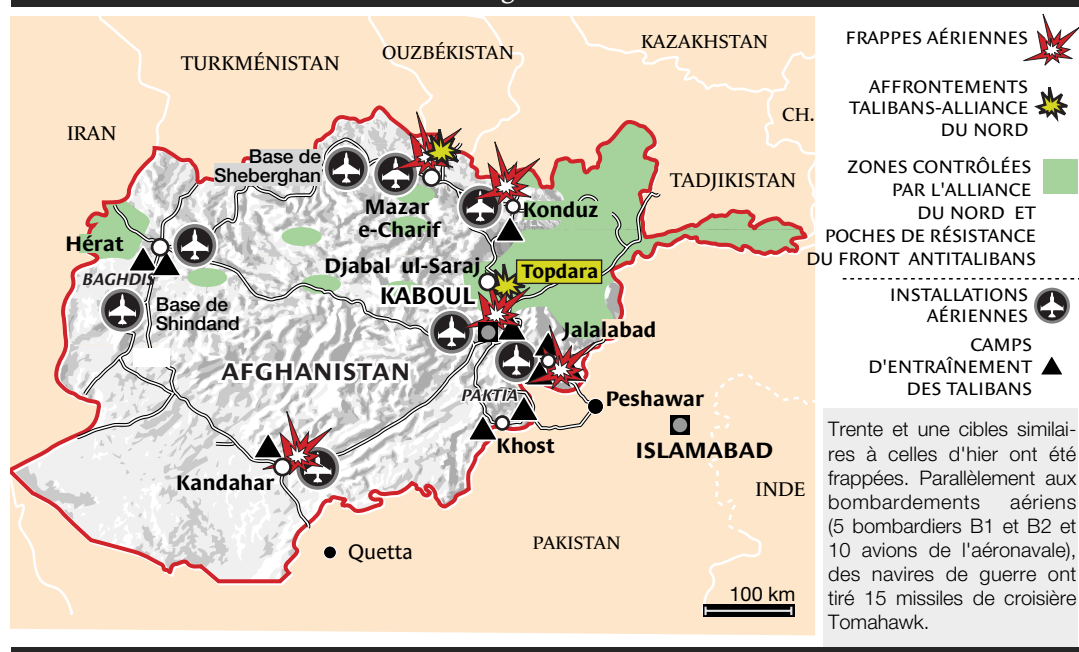 TURKMÉNISTAN
OUZBÉKISTAN
KAZAKHSTAN
CH.
IRAN
TADJIKISTAN
Base de
Sheberghan
Mazar
e-Charif
Konduz
Hérat
BAGHDIS
Base de
Shindand
Djabal ul-Saraj
Topdara
KABOUL
Jalalabad
AFGHANISTAN
PAKTIA
Peshawar
Khost
ISLAMABAD
Kandahar
INDE
Quetta
PAKISTAN
100 km
FRAPPES AÉRIENNES
AFFRONTEMENTS
TALIBANS-ALLIANCE
DU NORD
ZONES CONTRÔLÉES
PAR L'ALLIANCE
DU NORD ET
POCHES DE RÉSISTANCE
DU FRONT ANTITALIBANS
INSTALLATIONS
AÉRIENNES
CAMPS
D'ENTRAÎNEMENT
DES TALIBANS
Trente et une cibles similai-
res à celles d'hier ont été
frappées. Parallèlement aux
bombardements aériens
(5 bombardiers B1 et B2 et
10 avions de l'aéronavale),
des navires de guerre ont
tiré 15 missiles de croisière
Tomahawk.